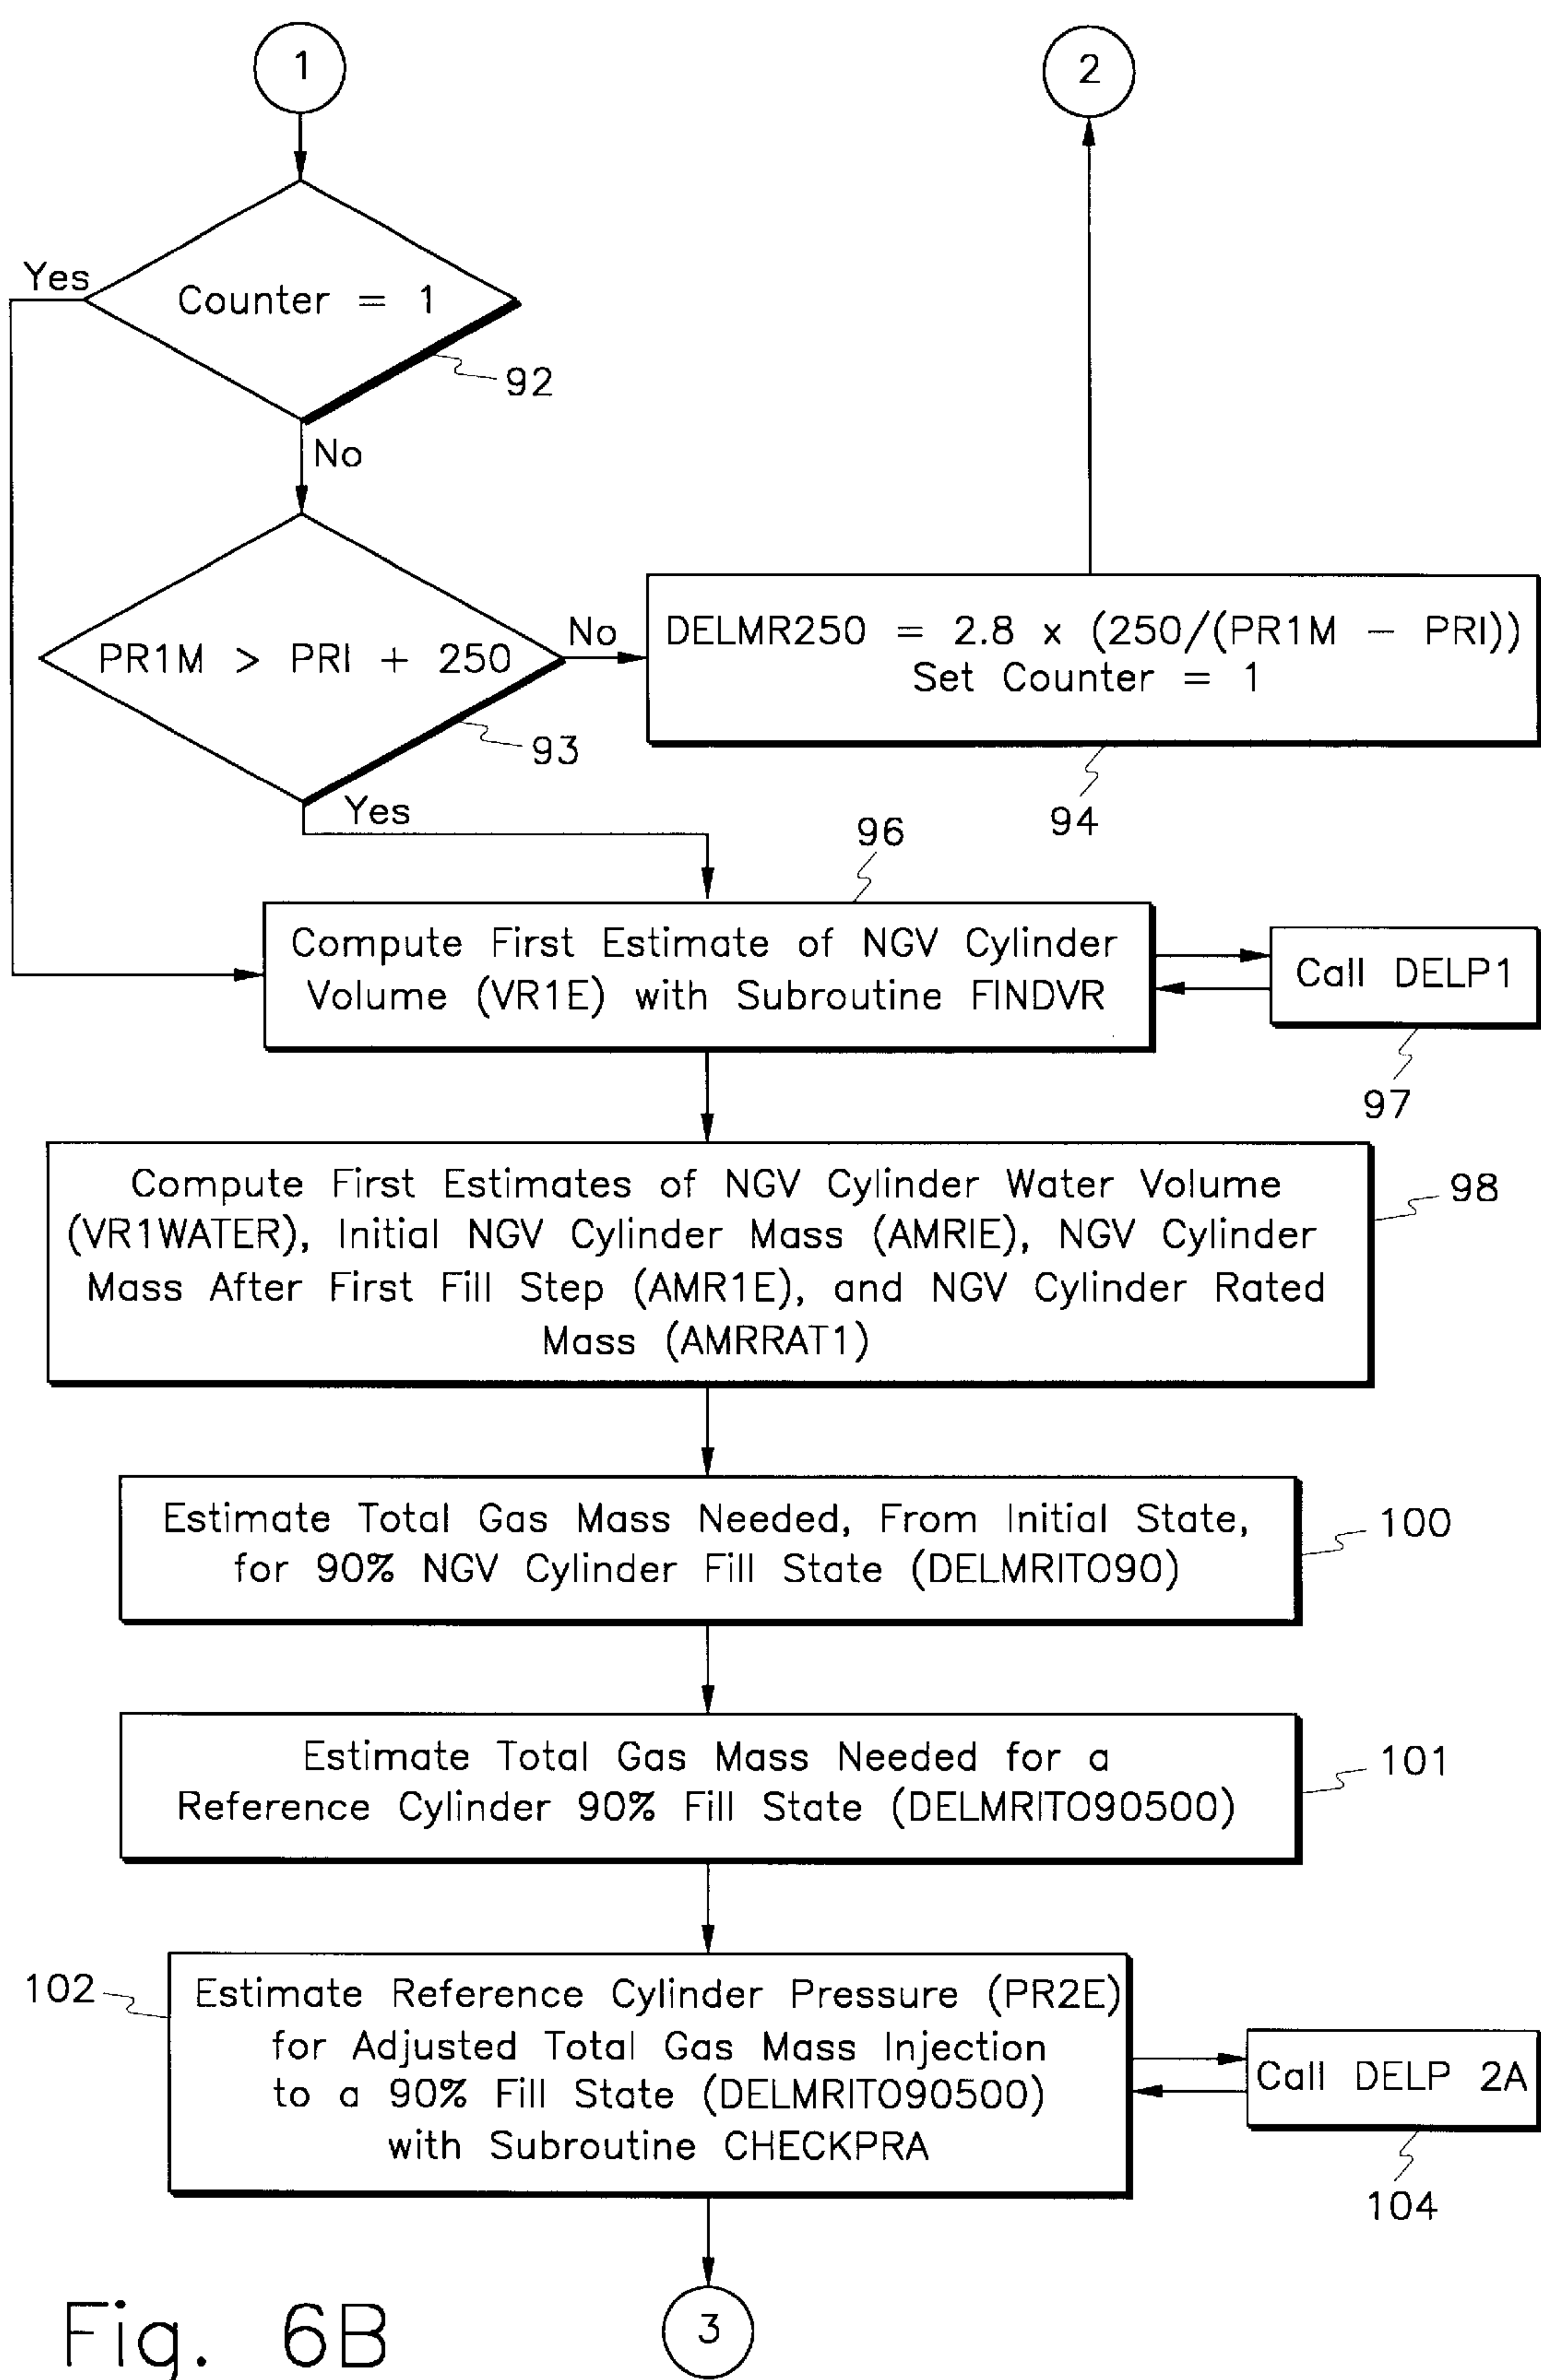 1
2
Yes
Counter = 1
92
No
PR1M > PRI + 250
No
DELMR250 = 2.8 x (250/(PR1M - PRI))
Set Counter = 1
93
94
Yes
96
Compute First Estimate of NGV Cylinder
Volume (VR1E) with Subroutine FINDVR
Call DELP1
97
Compute First Estimates of NGV Cylinder Water Volume
(VR1WATER), Initial NGV Cylinder Mass (AMRIE), NGV Cylinder
Mass After First Fill Step (AMR1E), and NGV Cylinder Rated
Mass (AMRRAT1)
98
Estimate Total Gas Mass Needed, From Initial State,
for 90% NGV Cylinder Fill State (DELMRITO90)
100
Estimate Total Gas Mass Needed for a
Reference Cylinder 90% Fill State (DELMRITO90500)
101
102
Estimate Reference Cylinder Pressure (PR2E)
for Adjusted Total Gas Mass Injection
to a 90% Fill State (DELMRITO90500)
with Subroutine CHECKPRA
Call DELP 2A
104
3
Fig. 6B